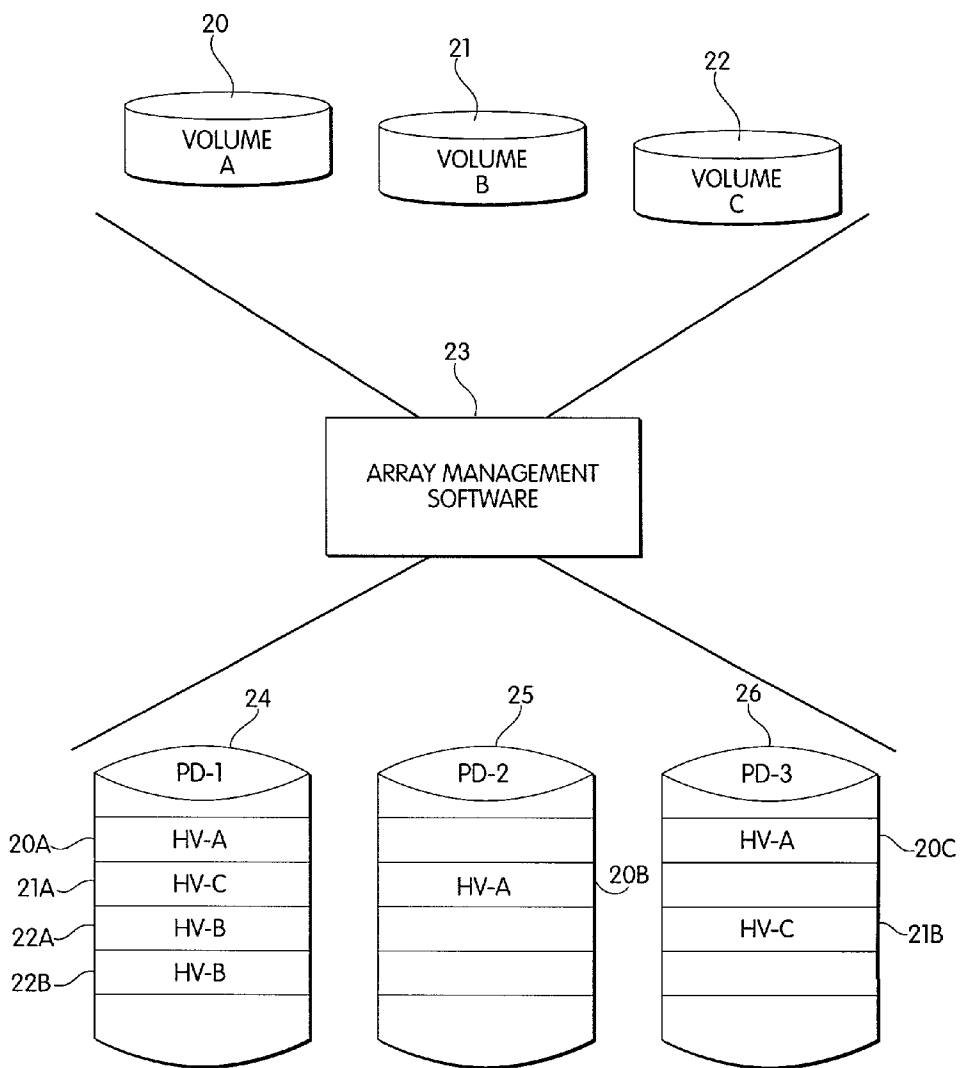 20
21
22
VOLUME
A
VOLUME
B
VOLUME
C
23
ARRAY MANAGEMENT
SOFTWARE
24
25
26
PD-1
PD-2
PD-3
20A
HV-A
HV-A
20C
21A
HV-C
HV-A
20B
22A
HV-B
HV-C
21B
22B
HV-B